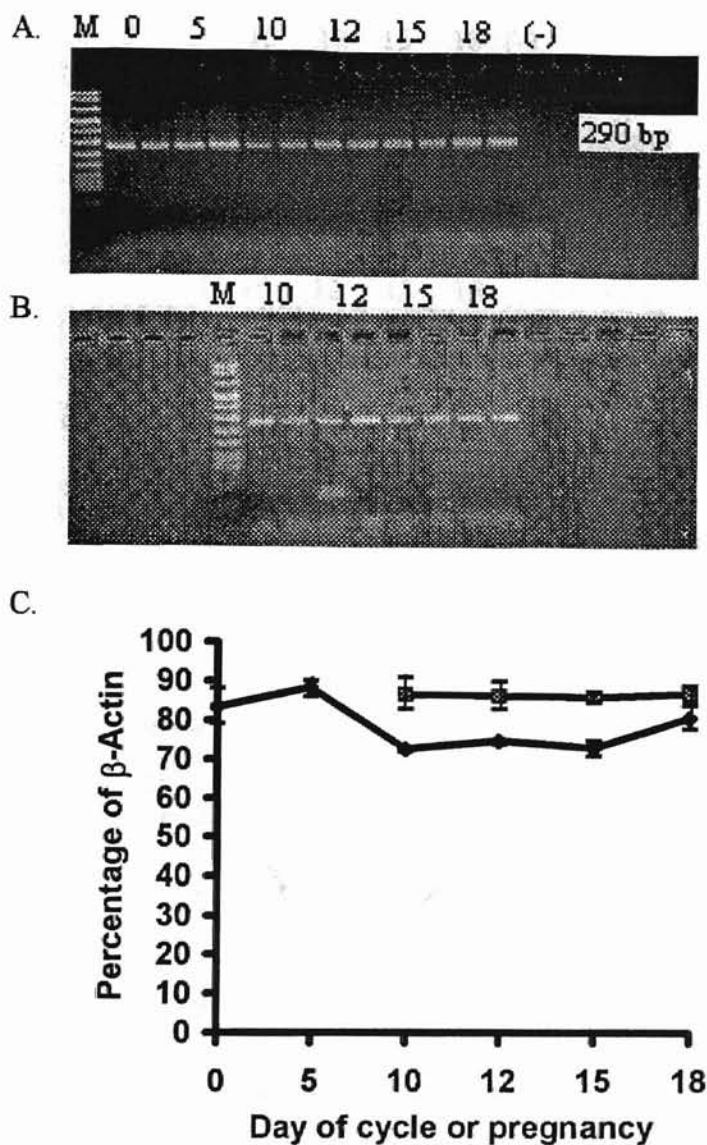 A.
M 0 5 10 12 15 18 (-)
290 bp
B.
M 10 12 15 18
C.
100
90
80
70
60
50
40
30
20
10
0
Percentage of β-Actin
0 5 10 12 15 18
Day of cycle or pregnancy